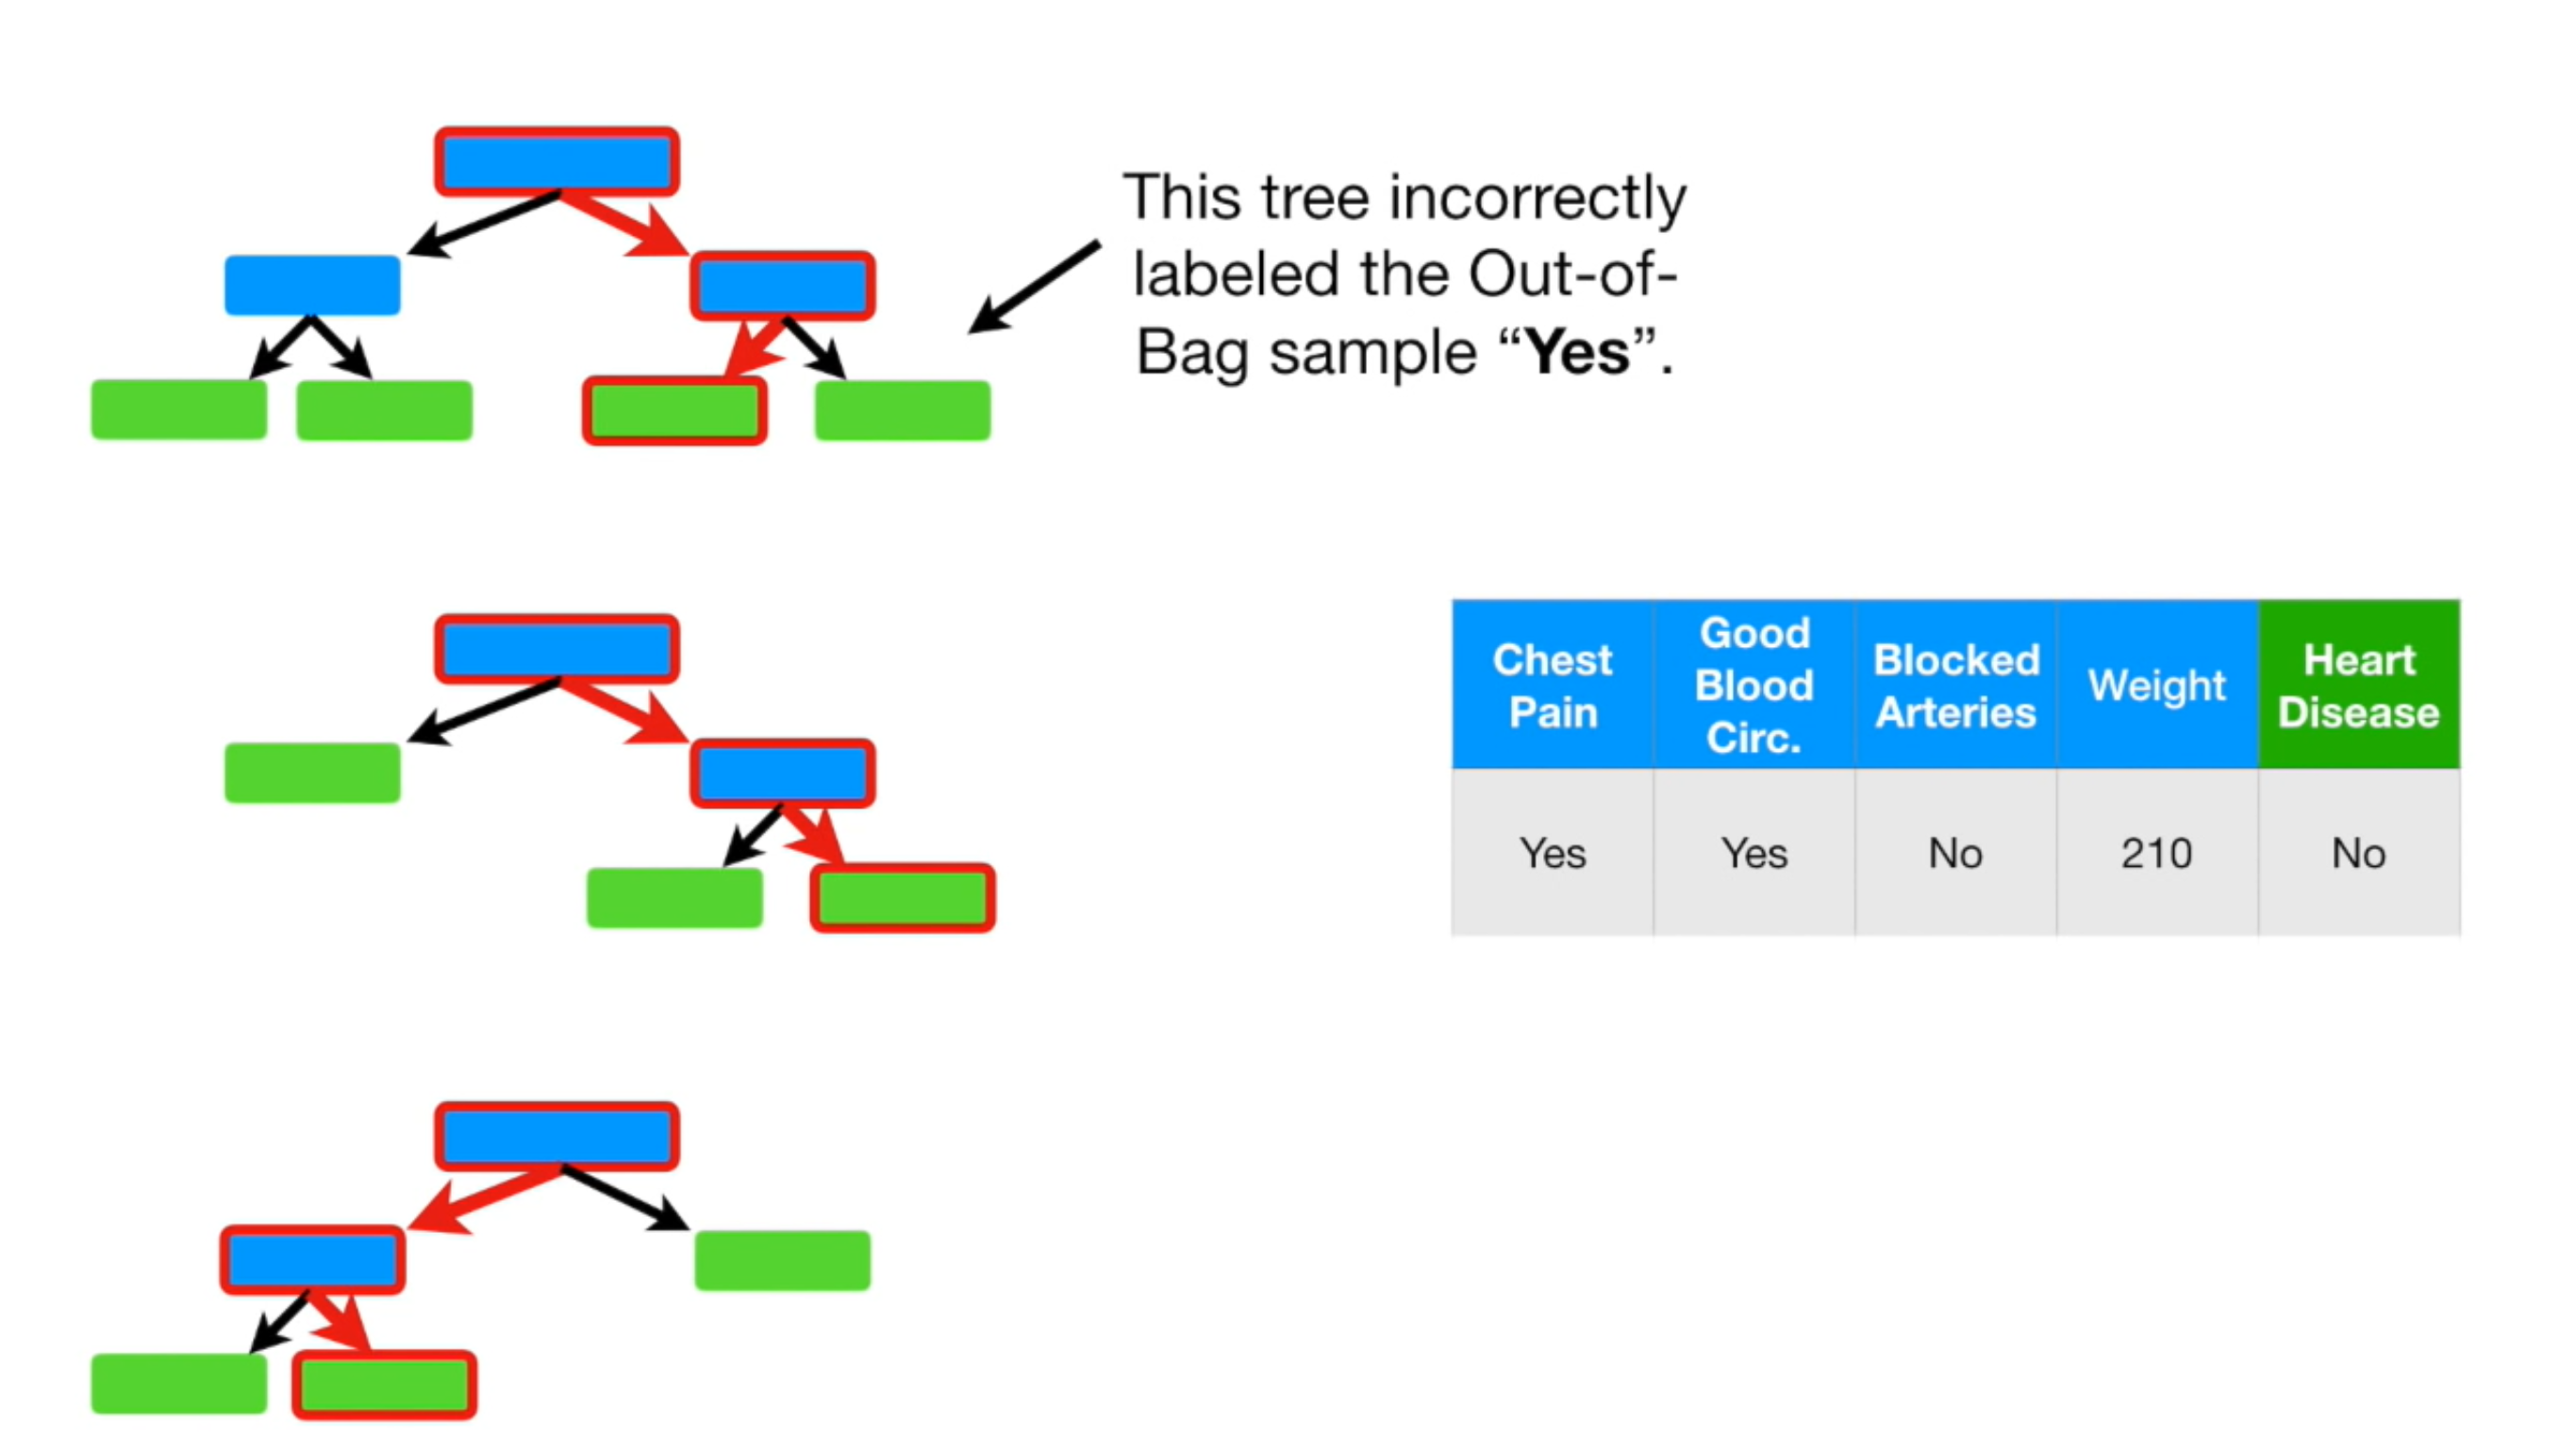 This tree incorrectly
labeled the Out-of-
Bag sample “Yes”.
Chest
Pain
Good
Blood
Circ.
Blocked
Arteries
Weight
Heart
Disease
Yes
Yes
No
210
No